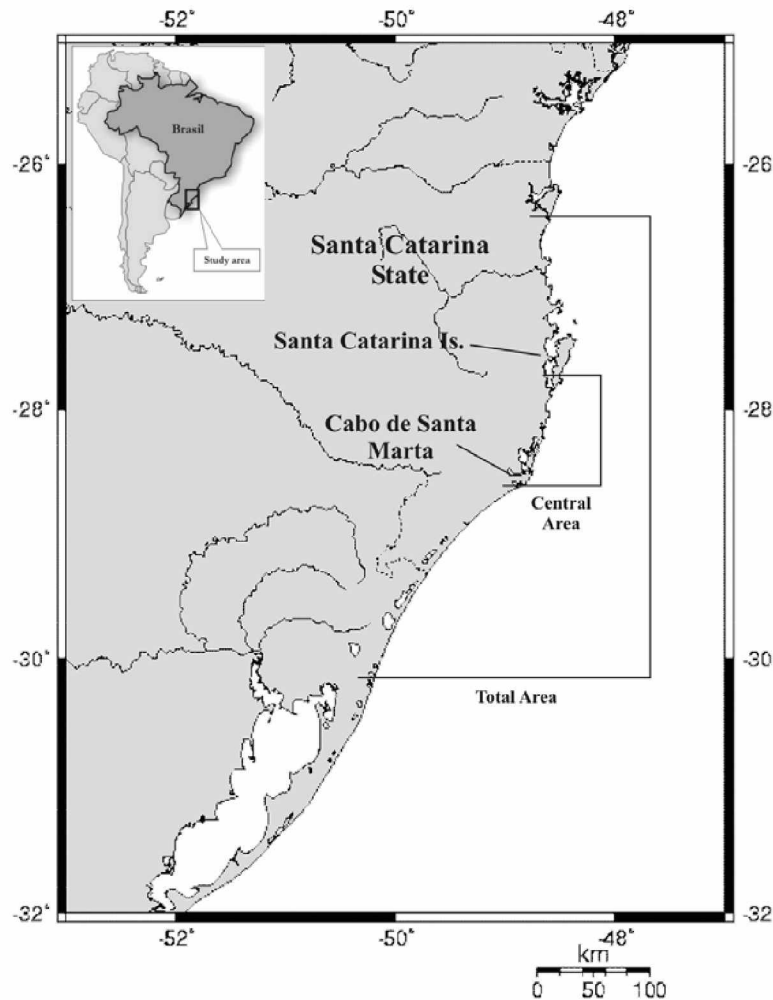 -52°
-50°
-48°
Brasil
Study area
-26°
-26°
Santa Catarina
State
Santa Catarina Is.
-28°
-28°
Cabo de Santa
Marta
Central
Area
-30°
-30°
Total Area
-32°
-32°
-52°
-50°
-48°
km
0 50 100